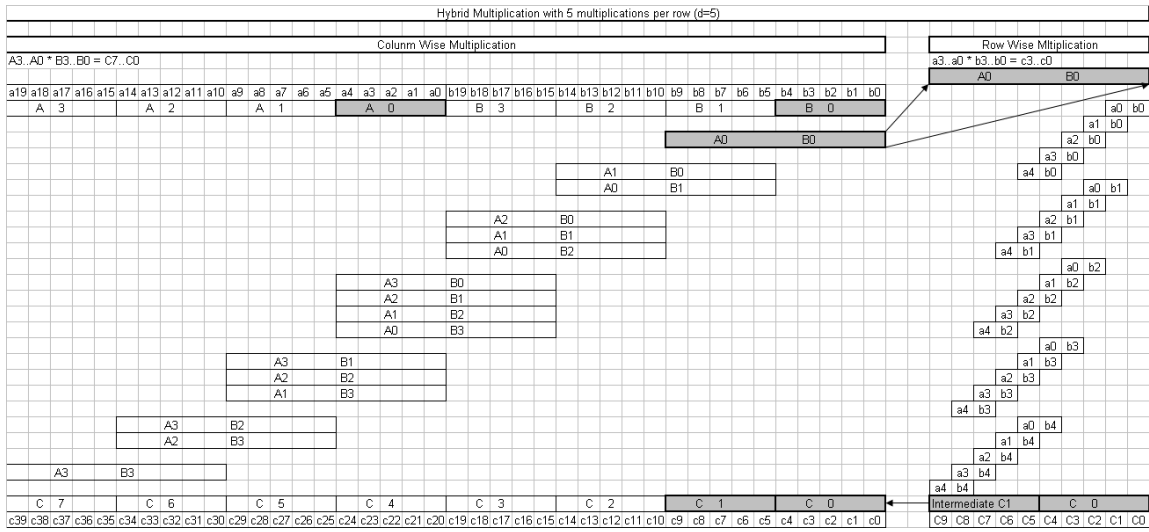 Hybrid Multiplication with 5 multiplications per row (d=5)
Colunm Wise Multiplication Row Wise Mltiplication
A3..A0 * B3..B0 = C7..C0 a3..a0 * b3..b0 = c3..c0
A0 B0
a19 a18 a17 a16 a15 a14 a13 a12 a11 a10 a9 a8 a7 a6 a5 a4 a3 a2 a1 a0 b19 b18 b17 b16 b15 b14 b13 b12 b11 b10 b9 b8 b7 b6 b5 b4 b3 b2 b1 b0
A 3 A 2 A 1 A 0 B 3 B 2 B 1 B 0 a0 b0
a1 b0
A0 B0 a2 b0
a3 b0
A1 B0 a4 b0
A0 B1 a0 b1
a1 b1
A2 B0 a2 b1
A1 B1 a3 b1
A0 B2 a4 b1
a0 b2
A3 B0 a1 b2
A2 B1 a2 b2
A1 B2 a3 b2
A0 B3 a4 b2
a0 b3
A3 B1 a1 b3
A2 B2 a2 b3
A1 B3 a3 b3
a4 b3
A3 B2 a0 b4
A2 B3 a1 b4
a2 b4
A3 B3 a3 b4
a4 b4
C 7 C 6 C 5 C 4 C 3 C 2 C 1 C 0 Intermediate C1 C 0
c39 c38 c37 c36 c35 c34 c33 c32 c31 c30 c29 c28 c27 c26 c25 c24 c23 c22 c21 c20 c19 c18 c17 c16 c15 c14 c13 c12 c11 c10 c9 c8 c7 c6 c5 c4 c3 c2 c1 c0 C9 C8 C7 C6 C5 C4 C3 C2 C1 C0